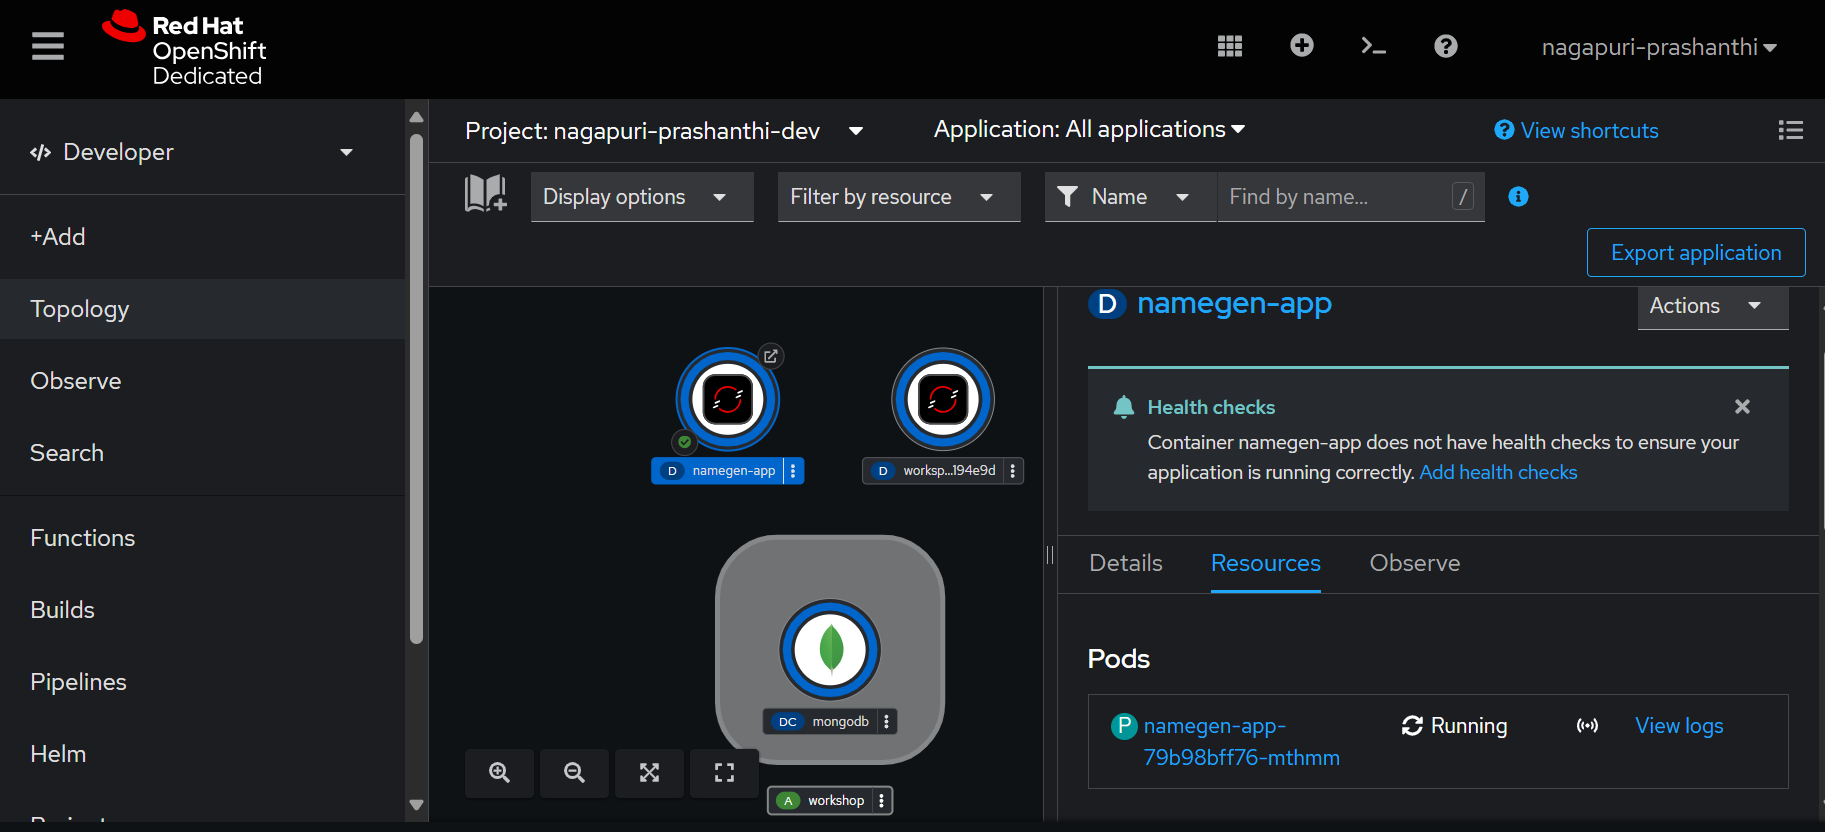 Red Hat
OpenShift
Dedicated
nagapuri-prashanthi
Developer
+Add
Topology
Observe
Search
Functions
Builds
Pipelines
Helm
Project: nagapuri-prashanthi-dev
Application: All applications
View shortcuts
Display options
Filter by resource
Name
Find by name...
/
Export application
D namegen-app
D worksp...194e9d
DC mongodb
A workshop
D namegen-app
Actions
Health checks
Container namegen-app does not have health checks to ensure your
application is running correctly. Add health checks
Details
Resources
Observe
Pods
P namegen-app-
79b98bff76-mthmm
Running
View logs